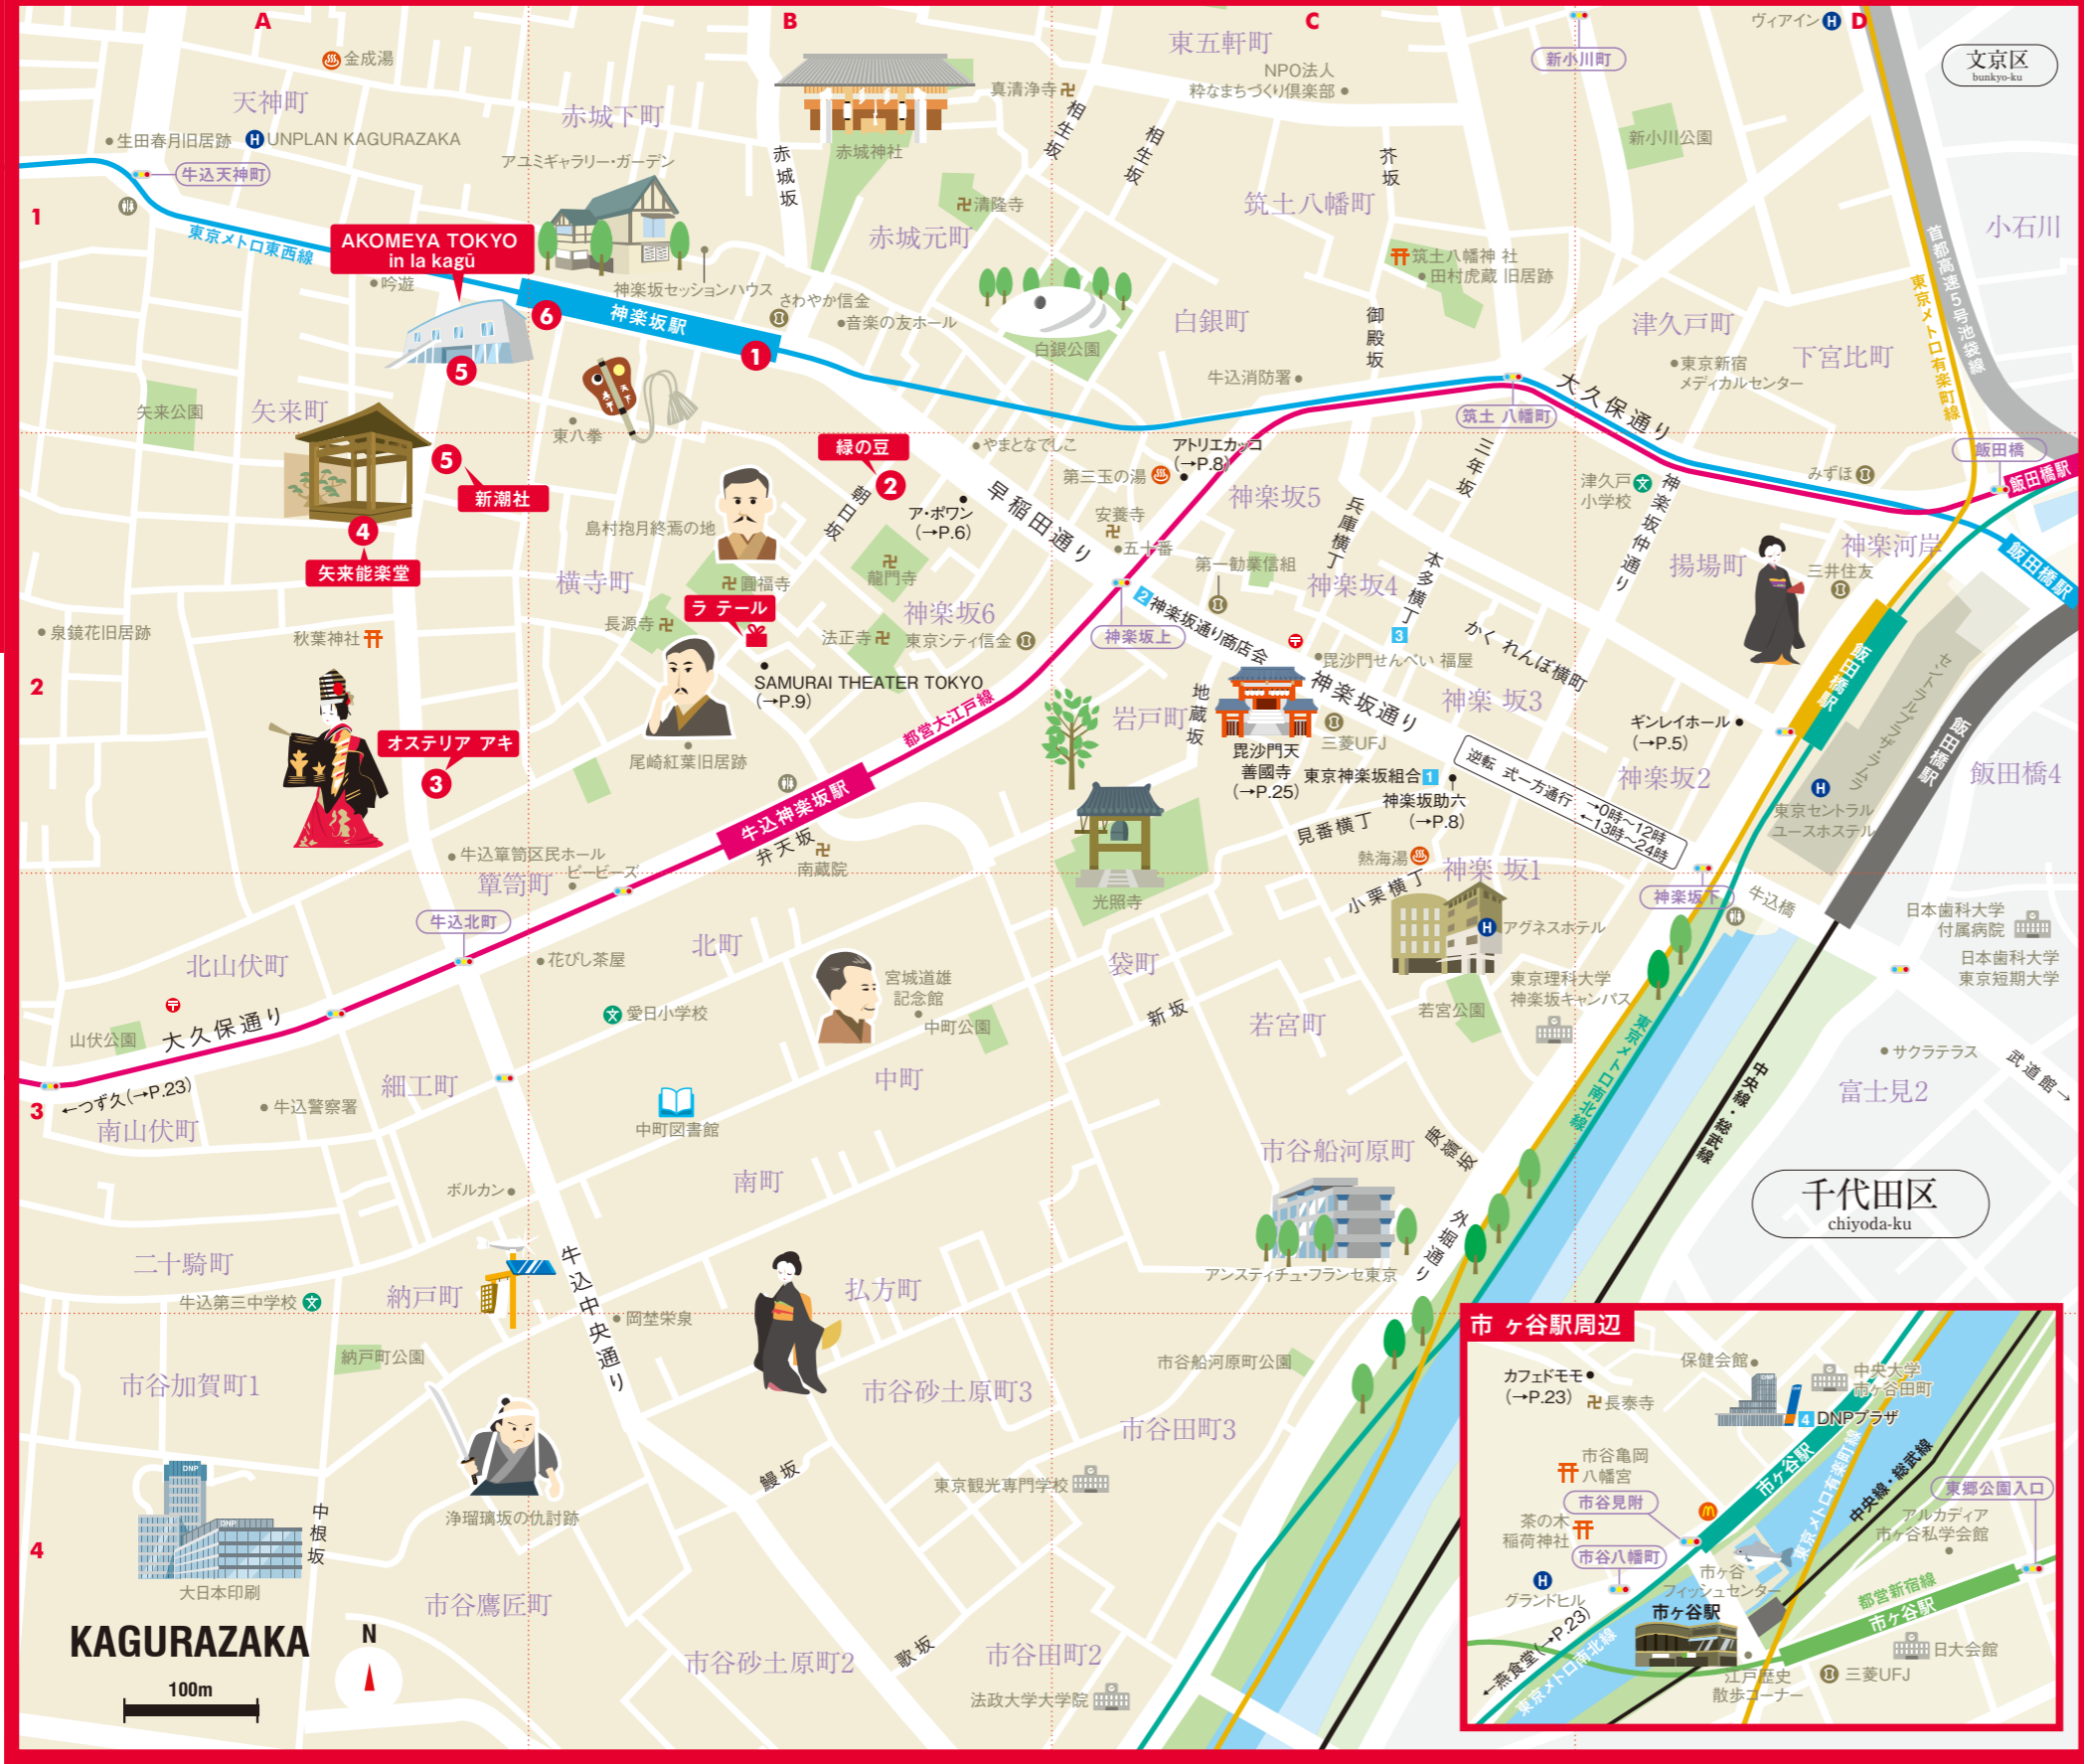 A
B
C
D
1
2
3
4
金成湯
天神町
生田春月旧居跡
H UNPLAN KAGURAZAKA
牛込天神町
東京メトロ東西線
AKOMEYA TOKYO
in la kagū
吟遊
5
6
神楽坂駅
1
赤城下町
アユミギャラリー・ガーデン
神楽坂セッションハウス
さわやか信金
音楽の友ホール
赤城坂
赤城神社
真清浄寺
相生坂
相生坂
清隆寺
赤城元町
白銀公園
東五軒町
NPO法人
粋なまちづくり倶楽部
新小川町
ヴィアイン H
文京区
bunkyo-ku
新小川公園
芥坂
筑土八幡町
筑土八幡神 社
田村虎蔵 旧居跡
白銀町
御殿坂
牛込消防署
津久戸町
東京新宿
メディカルセンター
下宮比町
小石川
首都高速5号池袋線
東京メトロ有楽町線
筑土 八幡町
大久保通り
飯田橋
飯田橋駅
飯田橋駅
矢来公園
矢来町
東八拳
5
新潮社
4
矢来能楽堂
緑の豆
2
やまとなでしこ
アトリエカッコ
(→P.8)
第三玉の湯
神楽坂5
三年坂
津久戸
小学校
神楽坂仲通り
みずほ
島村抱月終焉の地
朝日坂
ア・ポワン
(→P.6)
早稲田通り
安養寺
五十番
第一勧業信組
兵庫横丁
神楽坂4
本多横丁
3
揚場町
神楽河岸
三井住友
横寺町
圓福寺
龍門寺
神楽坂6
ラ テール
長源寺
法正寺
東京シティ信金
神楽坂上
2 神楽坂通り商店会
かく れんぼ横町
毘沙門せんべい 福屋
泉鏡花旧居跡
秋葉神社
SAMURAI THEATER TOKYO
(→P.9)
都営大江戸線
岩戸町
地蔵坂
神楽坂通り
神楽 坂3
飯田橋駅
セントラルプラザ・ラムラ
飯田橋駅
オステリア アキ
3
尾崎紅葉旧居跡
毘沙門天
善國寺
(→P.25)
三菱UFJ
ギンレイホール
(→P.5)
逆転 式一方通行
→0時〜12時
←13時〜24時
神楽坂2
飯田橋4
東京神楽坂組合 1
神楽坂助六
(→P.8)
H
東京セントラル
ユースホステル
牛込神楽坂駅
弁天坂
南蔵院
見番横丁
熱海湯
神楽 坂1
牛込箪笥区民ホール
箪笥町
ピービーズ
光照寺
小栗横丁
神楽坂下
牛込橋
日本歯科大学
付属病院
日本歯科大学
東京短期大学
牛込北町
H アグネスホテル
北山伏町
花びし茶屋
北町
宮城道雄
記念館
袋町
東京理科大学
神楽坂キャンパス
山伏公園
大久保通り
愛日小学校
中町公園
新坂
若宮町
若宮公園
東京メトロ南北線
中央線・総武線
サクラテラス
武道館→
←つず久(→P.23)
南山伏町
牛込警察署
細工町
中町
富士見2
中町図書館
市谷船河原町
庚嶺坂
南町
ボルカン
千代田区
chiyoda-ku
外堀通り
二十騎町
牛込第三中学校
納戸町
牛込中央通り
払方町
アンスティチュ・フランセ東京
岡埜栄泉
納戸町公園
市谷加賀町1
市谷船河原町公園
市谷砂土原町3
市谷田町3
DNP
DNP
大日本印刷
中根坂
浄瑠璃坂の仇討跡
鰻坂
東京観光専門学校
市谷鷹匠町
市谷砂土原町2
歌坂
市谷田町2
法政大学大学院
KAGURAZAKA
N
100m
市 ヶ谷駅周辺
カフェドモモ
(→P.23)
長泰寺
保健会館
DNP
中央大学
市ヶ谷田町
4 DNPプラザ
市谷亀岡
八幡宮
市ヶ谷駅
東京メトロ有楽町線
中央線・総武線
東郷公園入口
市谷見附
茶の木
稲荷神社
市谷八幡町
アルカディア
市ヶ谷私学会館
H
グランドヒル
市ヶ谷
フィッシュセンター
市ヶ谷駅
都営新宿線
市ヶ谷駅
←燕食堂(→P.23)
東京メトロ南北線
江戸歴史
散歩コーナー
三菱UFJ
日大会館